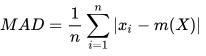 MAD = \frac{1}{n} \sum_{i=1}^{n} |x_i - m(X)|